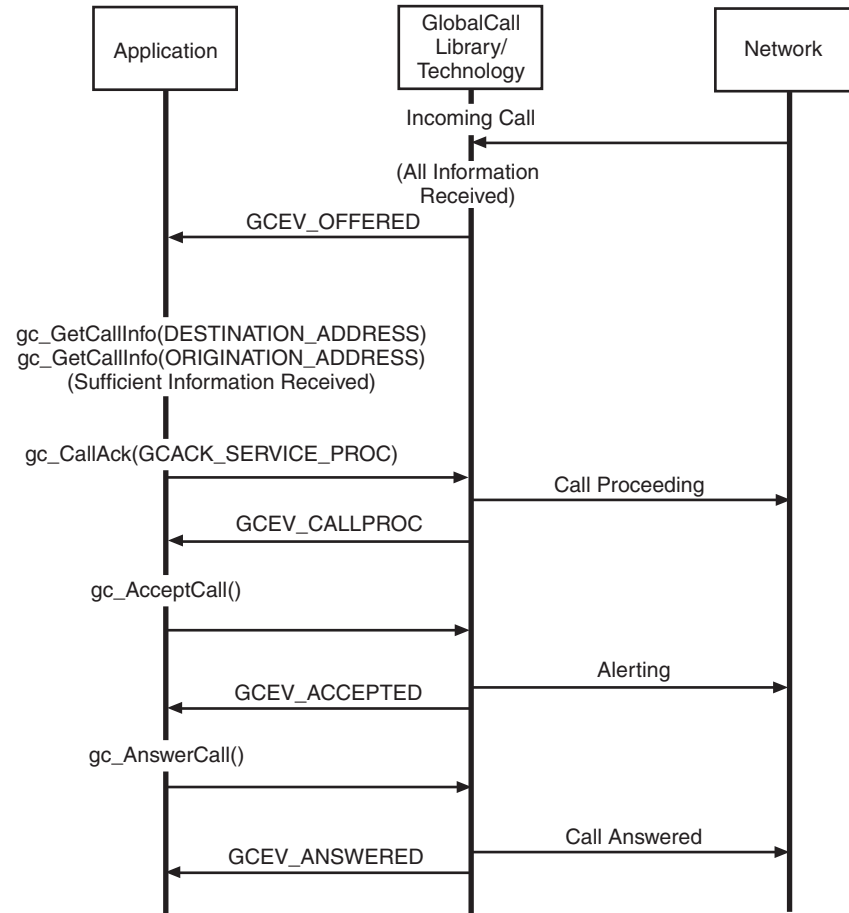 Application
GlobalCall
Library/
Technology
Network
Incoming Call
(All Information
Received)
GCEV_OFFERED
gc_GetCallInfo(DESTINATION_ADDRESS)
gc_GetCallInfo(ORIGINATION_ADDRESS)
(Sufficient Information Received)
gc_CallAck(GCACK_SERVICE_PROC)
Call Proceeding
GCEV_CALLPROC
gc_AcceptCall()
Alerting
GCEV_ACCEPTED
gc_AnswerCall()
Call Answered
GCEV_ANSWERED